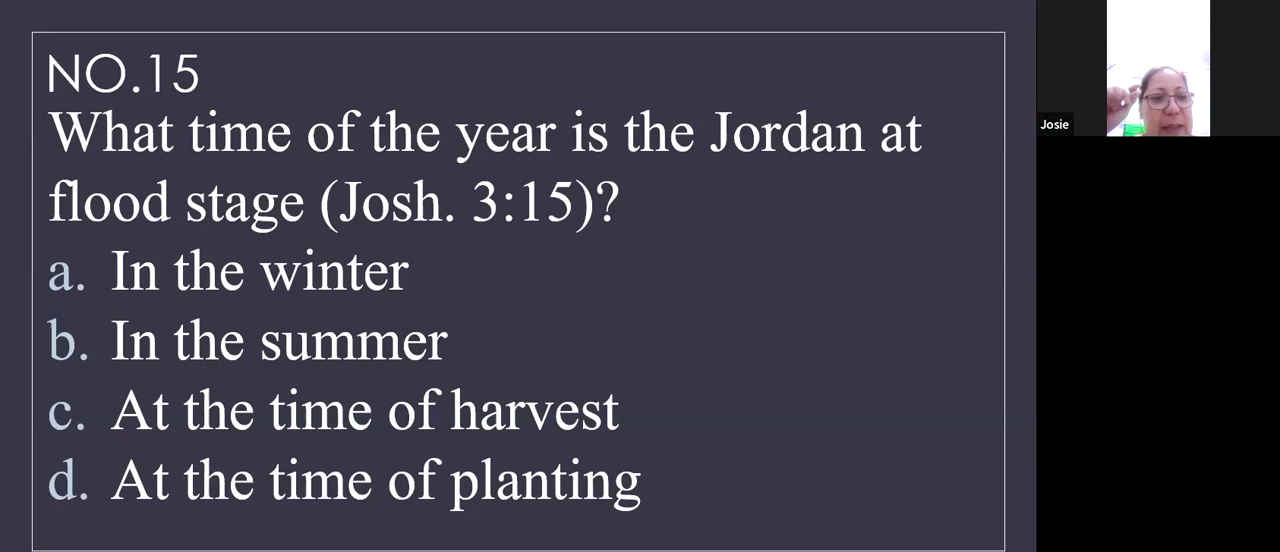 NO.15
What time of the year is the Jordan at
flood stage (Josh. 3:15)?
a. In the winter
b. In the summer
c. At the time of harvest
d. At the time of planting
Josie